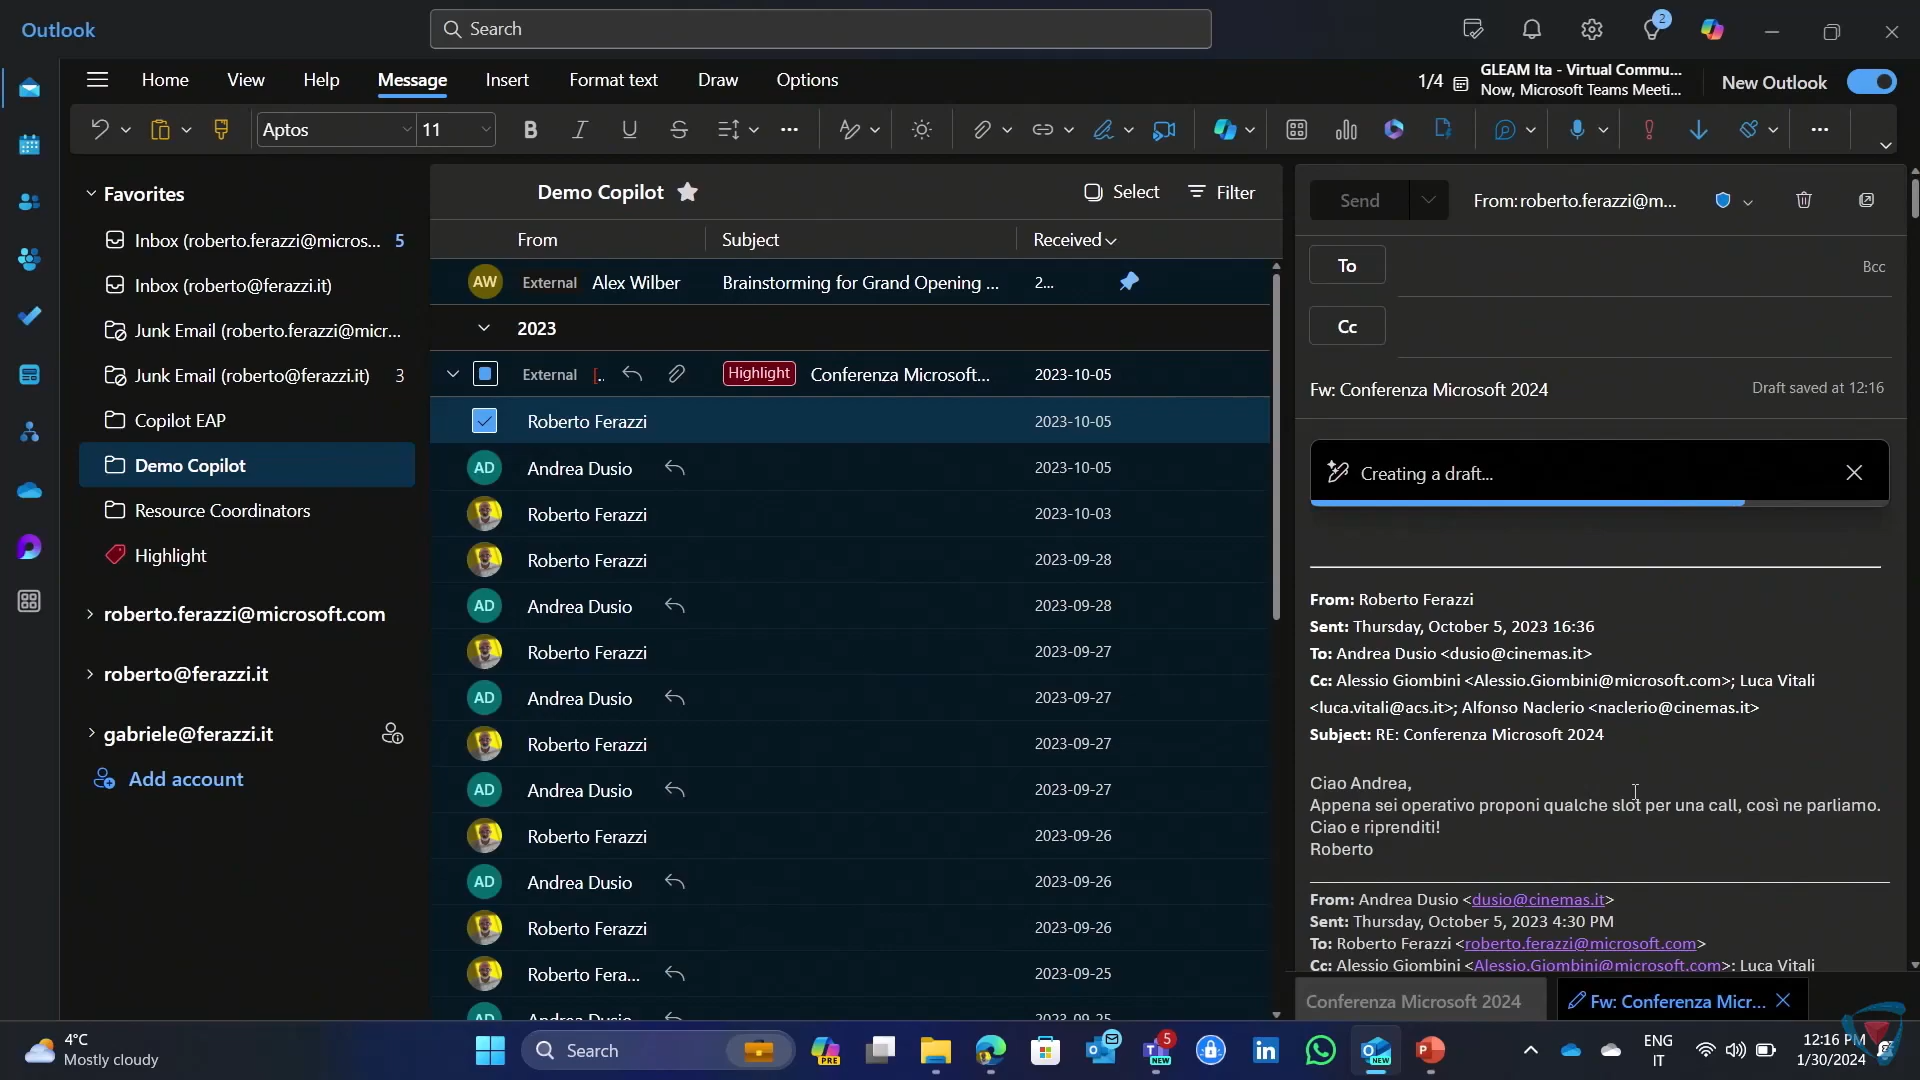 Outlook
Search
2
Home View Help Message Insert Format text Draw Options
1/4 GLEAM Ita - Virtual Commu...
Now, Microsoft Teams Meeti...
New Outlook
Aptos 11
Favorites
Inbox (roberto.ferazzi@micros... 5
Inbox (roberto@ferazzi.it)
Junk Email (roberto.ferazzi@micr...
Junk Email (roberto@ferazzi.it) 3
Copilot EAP
Demo Copilot
Resource Coordinators
Highlight
roberto.ferazzi@microsoft.com
roberto@ferazzi.it
gabriele@ferazzi.it
Add account
Demo Copilot Select Filter
From Subject Received
AW External Alex Wilber Brainstorming for Grand Opening ... 2...
2023
External [.. Highlight Conferenza Microsoft... 2023-10-05
Roberto Ferazzi 2023-10-05
AD Andrea Dusio 2023-10-05
Roberto Ferazzi 2023-10-03
Roberto Ferazzi 2023-09-28
AD Andrea Dusio 2023-09-28
Roberto Ferazzi 2023-09-27
AD Andrea Dusio 2023-09-27
Roberto Ferazzi 2023-09-27
AD Andrea Dusio 2023-09-27
Roberto Ferazzi 2023-09-26
AD Andrea Dusio 2023-09-26
Roberto Ferazzi 2023-09-26
Roberto Fera... 2023-09-25
AD Andrea Dusio 2023-09-25
Send From: roberto.ferazzi@m...
To Bcc
Cc
Fw: Conferenza Microsoft 2024 Draft saved at 12:16
Creating a draft...
From: Roberto Ferazzi
Sent: Thursday, October 5, 2023 16:36
To: Andrea Dusio <dusio@cinemas.it>
Cc: Alessio Giombini <Alessio.Giombini@microsoft.com>; Luca Vitali
<luca.vitali@acs.it>; Alfonso Naclerio <naclerio@cinemas.it>
Subject: RE: Conferenza Microsoft 2024
Ciao Andrea,
Appena sei operativo proponi qualche slot per una call, così ne parliamo.
Ciao e riprenditi!
Roberto
From: Andrea Dusio <dusio@cinemas.it>
Sent: Thursday, October 5, 2023 4:30 PM
To: Roberto Ferazzi <roberto.ferazzi@microsoft.com>
Cc: Alessio Giombini <Alessio.Giombini@microsoft.com>; Luca Vitali
Conferenza Microsoft 2024 Fw: Conferenza Micr...
4°C
Mostly cloudy
Search
PRE
NEW
5
NEW
ENG
IT
12:16 PM
1/30/2024